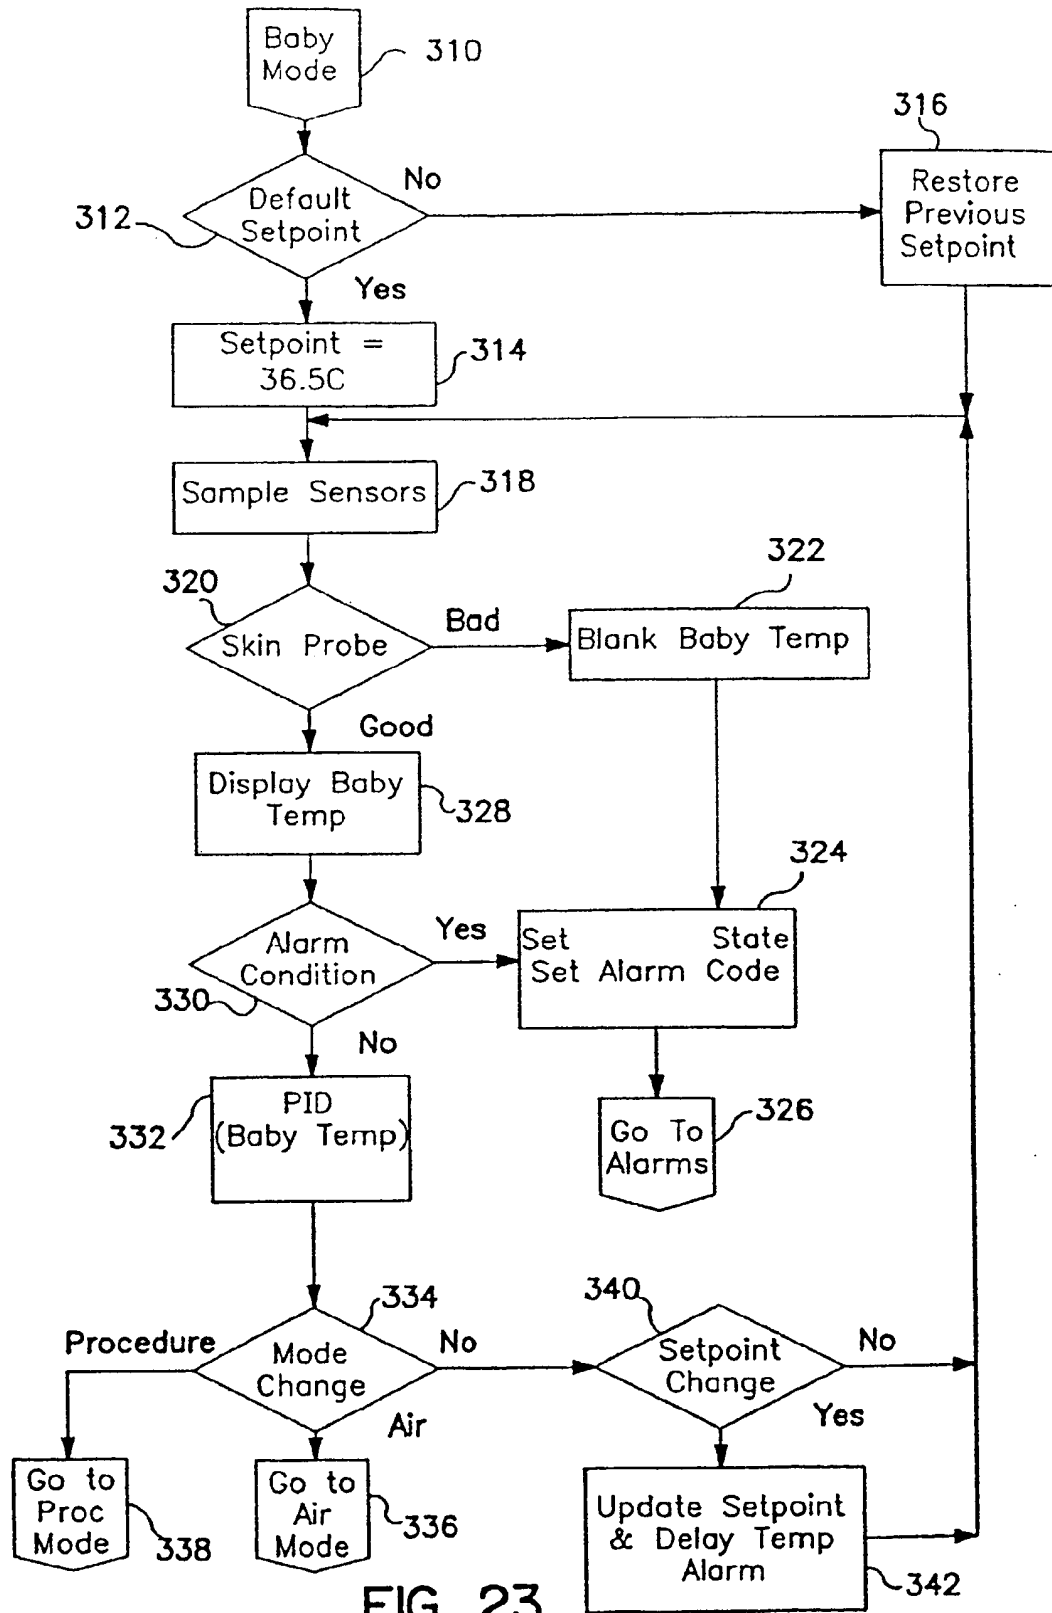 Baby
Mode
310
316
Default
Setpoint
312
No
Restore
Previous
Setpoint
Yes
Setpoint =
36.5C
314
Sample Sensors
318
320
Skin Probe
Bad
322
Blank Baby Temp
Good
Display Baby
Temp
328
324
Alarm
Condition
330
Yes
Set State
Set Alarm Code
No
PID
(Baby Temp)
332
Go To
Alarms
326
334
340
Procedure
Mode
Change
No
Setpoint
Change
No
Air
Yes
Go to
Proc
Mode
338
Go to
Air
Mode
336
Update Setpoint
& Delay Temp
Alarm
342
FIG. 23